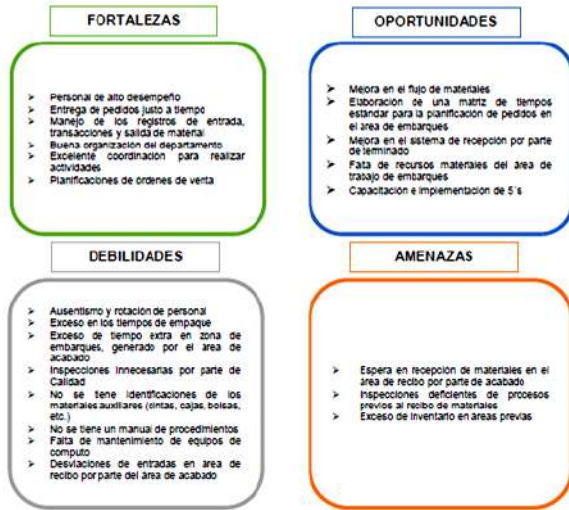 FORTALEZAS
➤ Personal de alto desempeño
➤ Entrega de pedidos justo a tiempo
➤ Manejo de los registros de entrada,
transacciones y salida de material
➤ Buena organización del departamento
➤ Excelente coordinación para realizar
actividades
➤ Planificaciones de órdenes de venta
OPORTUNIDADES
➤ Mejora en el flujo de materiales
➤ Elaboración de una matriz de tiempos
estándar para la planificación de pedidos en
el area de embarques
➤ Mejora en el sistema de recepción por parte
de terminado
➤ Falta de recursos materiales del área de
trabajo de embarques
➤ Capacitación e implementación de 5´s
DEBILIDADES
➤ Ausentismo y rotación de personal
➤ Exceso en los tiempos de empaque
➤ Exceso de tiempo extra en zona de
embarques, generado por el área de
acabado
➤ Inspecciones innecesarias por parte de
Calidad
➤ No se tiene identificaciones de los
materiales auxiliares (cintas, cajas, bolsas,
etc.)
➤ No se tiene un manual de procedimientos
➤ Falta de mantenimiento de equipos de
computo
➤ Desviaciones de entradas en área de
recibo por parte del área de acabado
AMENAZAS
➤ Espera en recepción de materiales en el
área de recibo por parte de acabado
➤ Inspecciones deficientes de procesos
previos al recibo de materiales
➤ Exceso de inventario en áreas previas